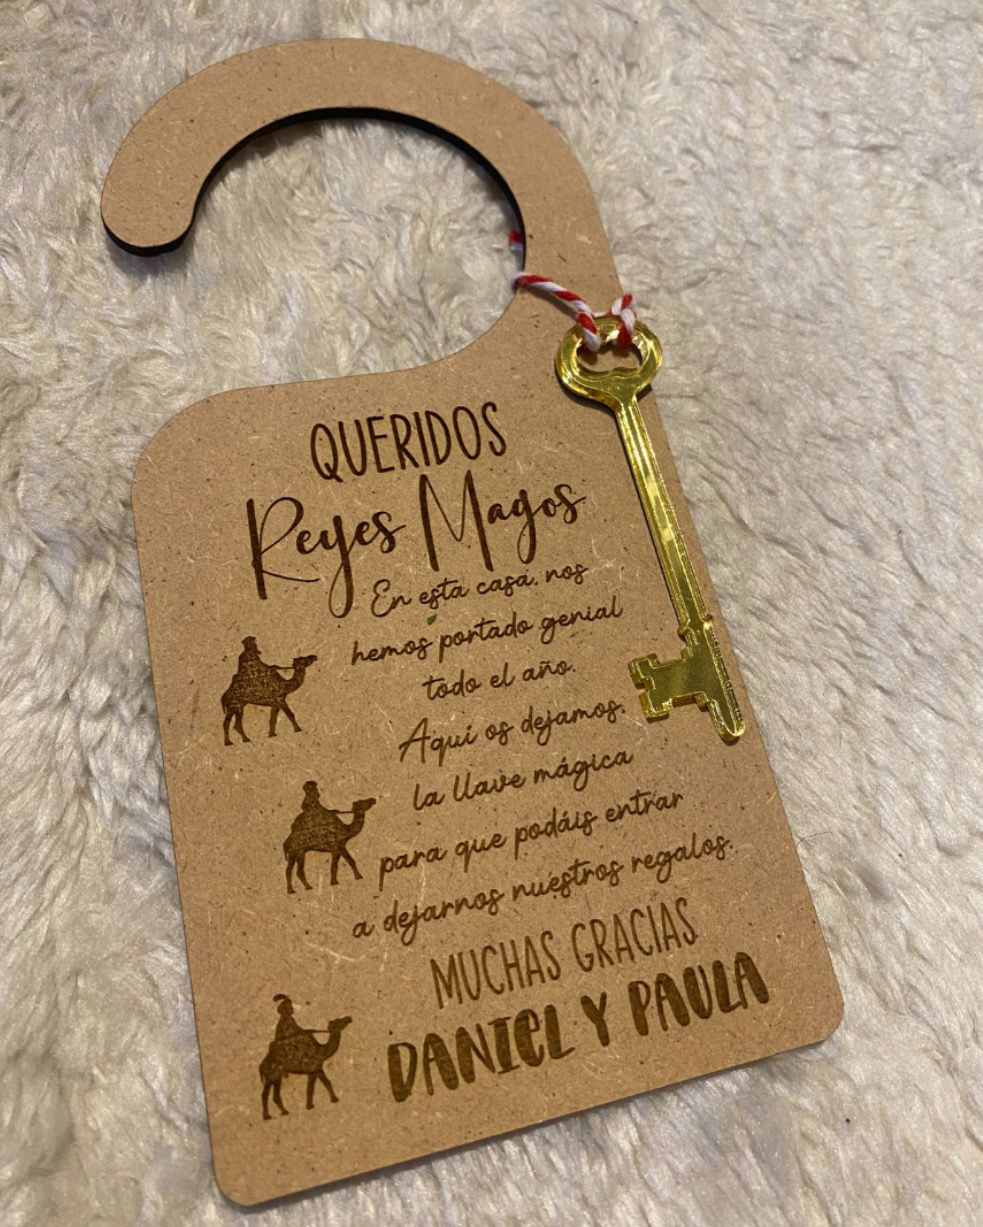 QUERIDOS
Reyes Magos
En esta casa, nos
hemos portado genial
todo el año.
Aquí os dejamos,
la llave mágica
para que podáis entrar
a dejarnos nuestros regalos.
MUCHAS GRACIAS
DANIEL Y PAULA